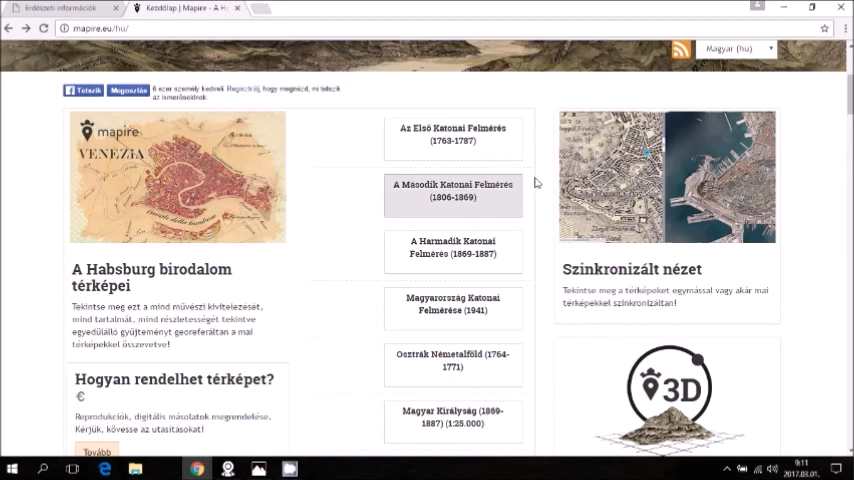 Erdészeti információk
Kezdőlap | Mapire - A H
mapire.eu/hu/
Magyar (hu)
Tetszik
Megosztás
6 ezer személy kedveli. Regisztrálj, hogy megnézd, mi tetszik
az ismerőseidnek.
mapire
VENÉZIA
A Habsburg birodalom
térképei
Tekintse meg ezt a mind művészi kivitelezését,
mind tartalmát, mind részletességét tekintve
egyedülálló gyűjteményt georeferáltan a mai
térképekkel összevetve!
Hogyan rendelhet térképet?
€
Reprodukciók, digitális másolatok megrendelése.
Kérjük, kövesse az utasításokat!
Tovább
Az Első Katonai Felmérés
(1763-1787)
A Második Katonai Felmérés
(1806-1869)
A Harmadik Katonai
Felmérés (1869-1887)
Magyarország Katonai
Felmérése (1941)
Osztrák Németalföld (1764-
1771)
Magyar Királyság (1869-
1887) (1:25.000)
Szinkronizált nézet
Tekintse meg a térképeket egymással vagy akár mai
térképekkel szinkronizáltan!
3D
9:11
2017.03.01.